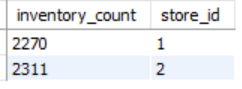 inventory_count store_id
2270 1
2311 2